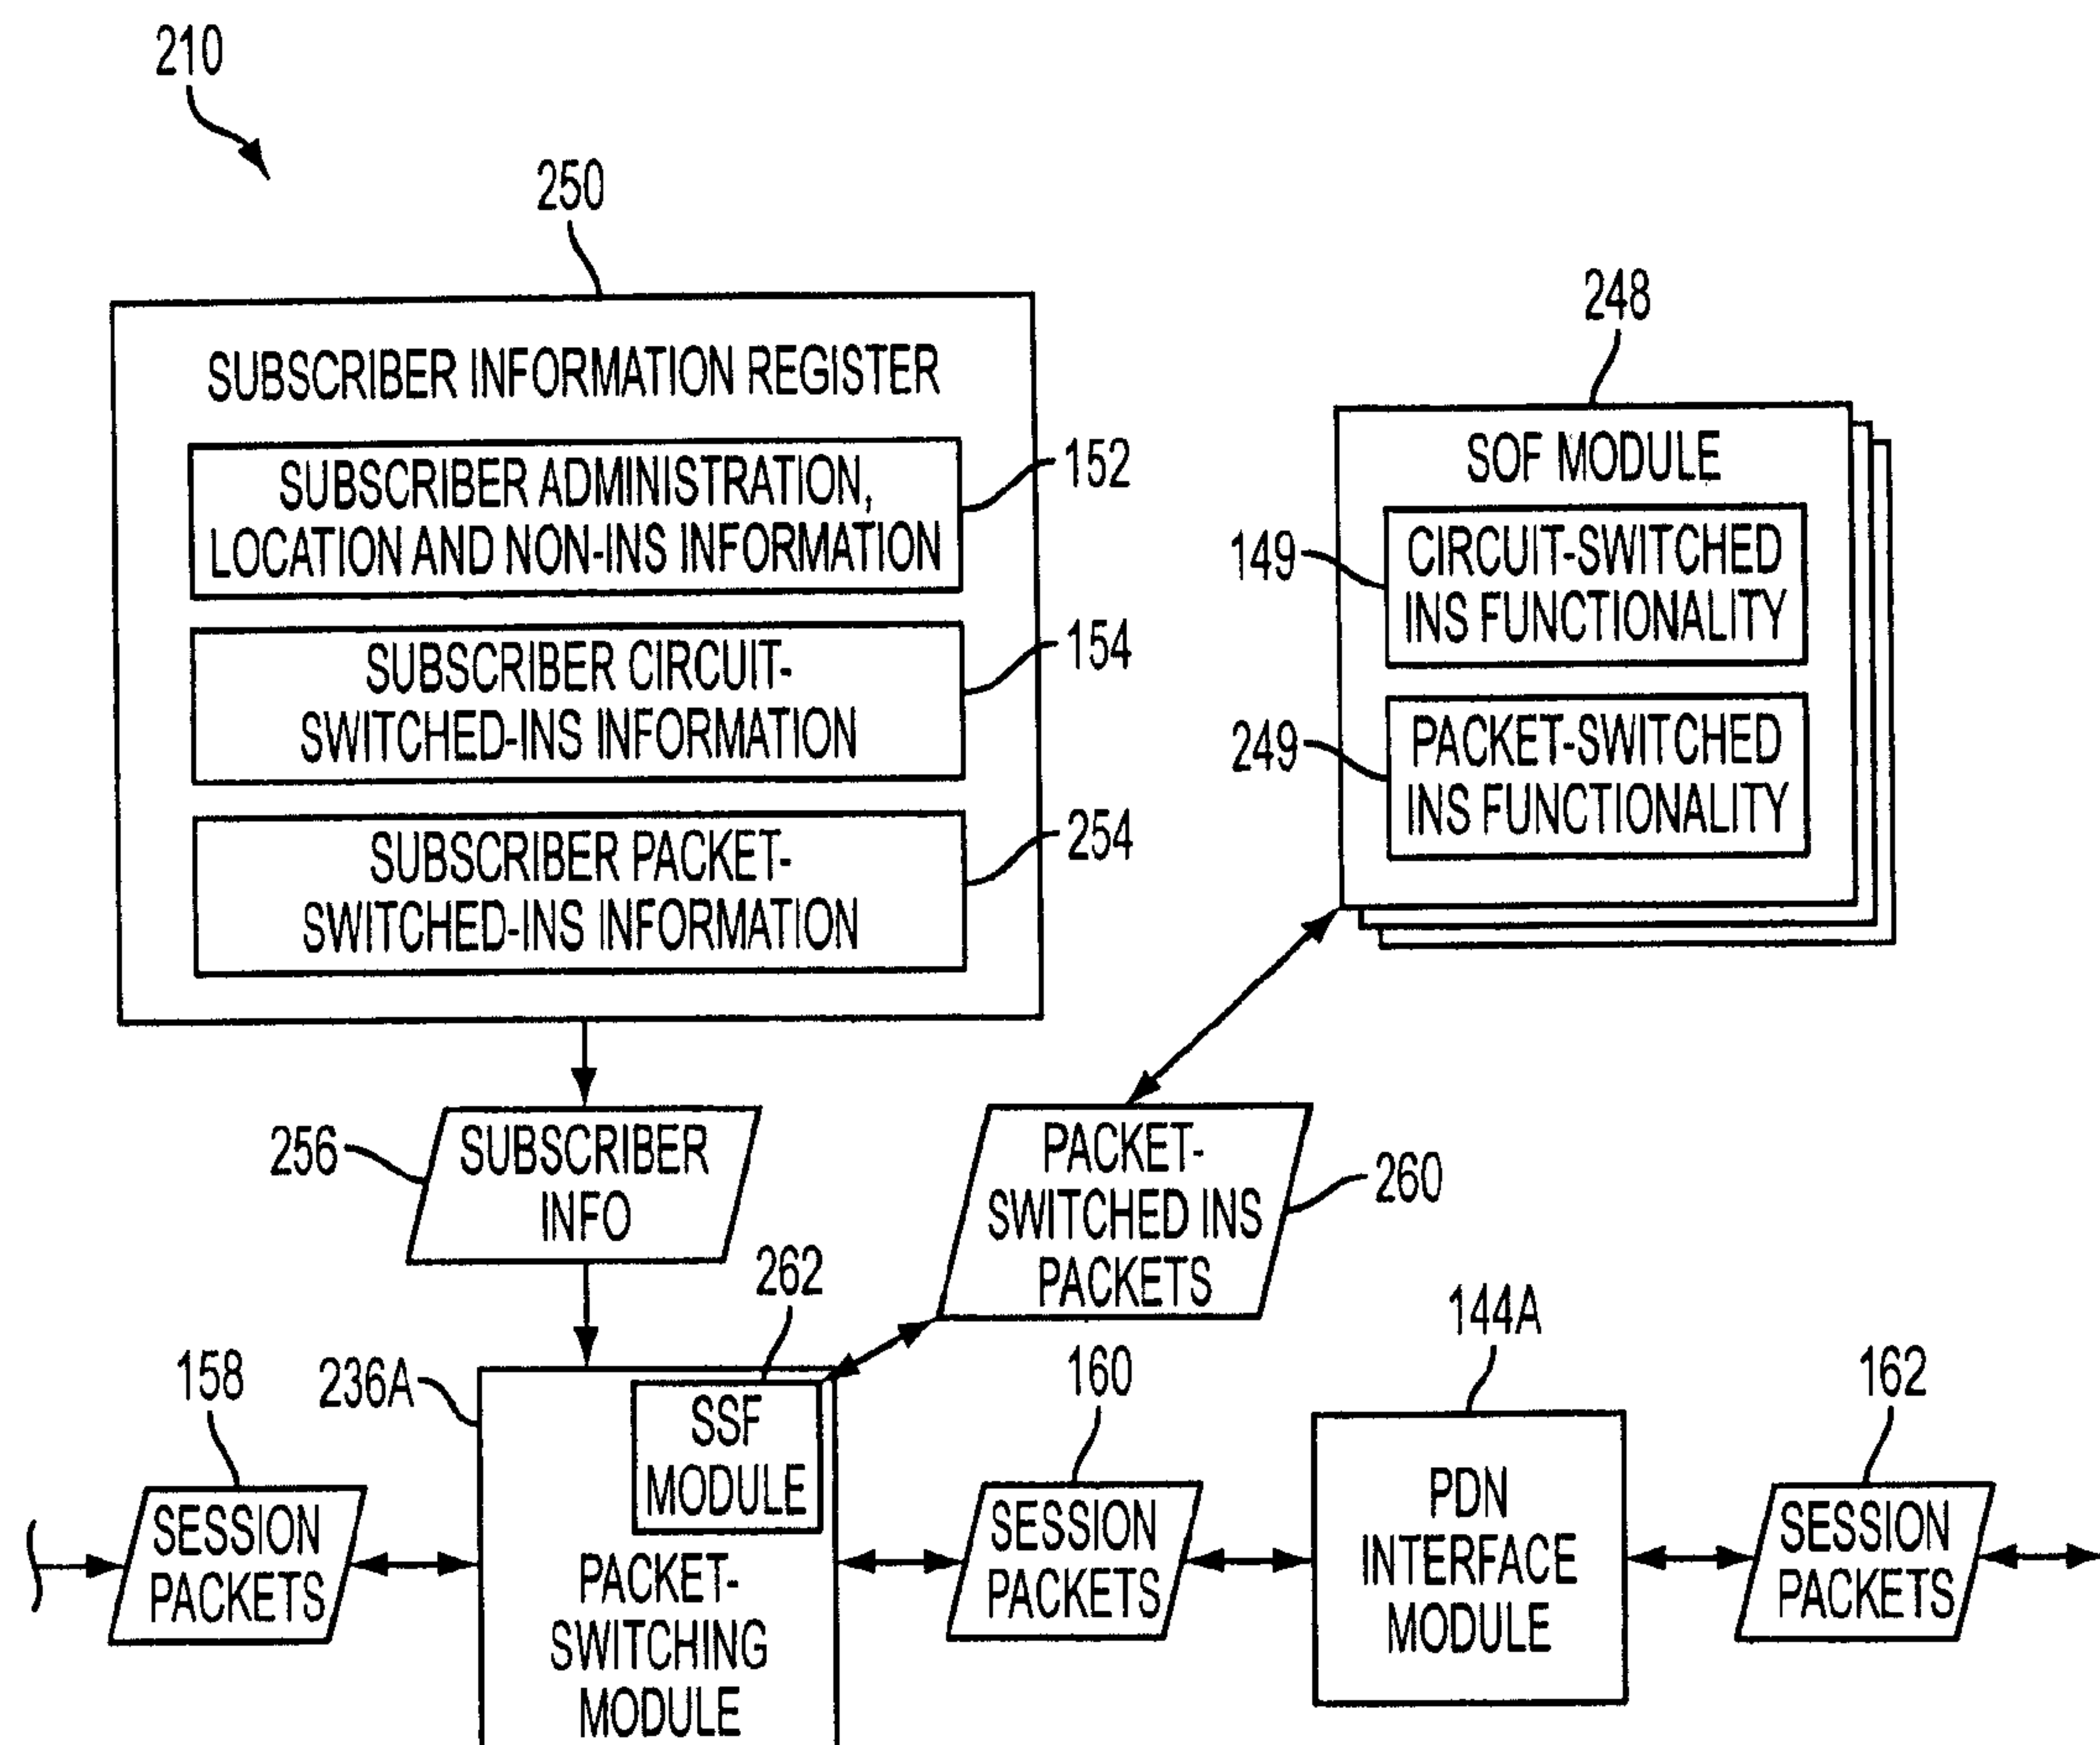 210
250
SUBSCRIBER INFORMATION REGISTER
SUBSCRIBER ADMINISTRATION,
LOCATION AND NON-INS INFORMATION
152
SUBSCRIBER CIRCUIT-
SWITCHED-INS INFORMATION
154
SUBSCRIBER PACKET-
SWITCHED-INS INFORMATION
254
248
SOF MODULE
149
CIRCUIT-SWITCHED
INS FUNCTIONALITY
249
PACKET-SWITCHED
INS FUNCTIONALITY
256
SUBSCRIBER
INFO
PACKET-
SWITCHED INS
PACKETS
260
262
236A
SSF
MODULE
PACKET-
SWITCHING
MODULE
158
SESSION
PACKETS
160
SESSION
PACKETS
144A
PDN
INTERFACE
MODULE
162
SESSION
PACKETS